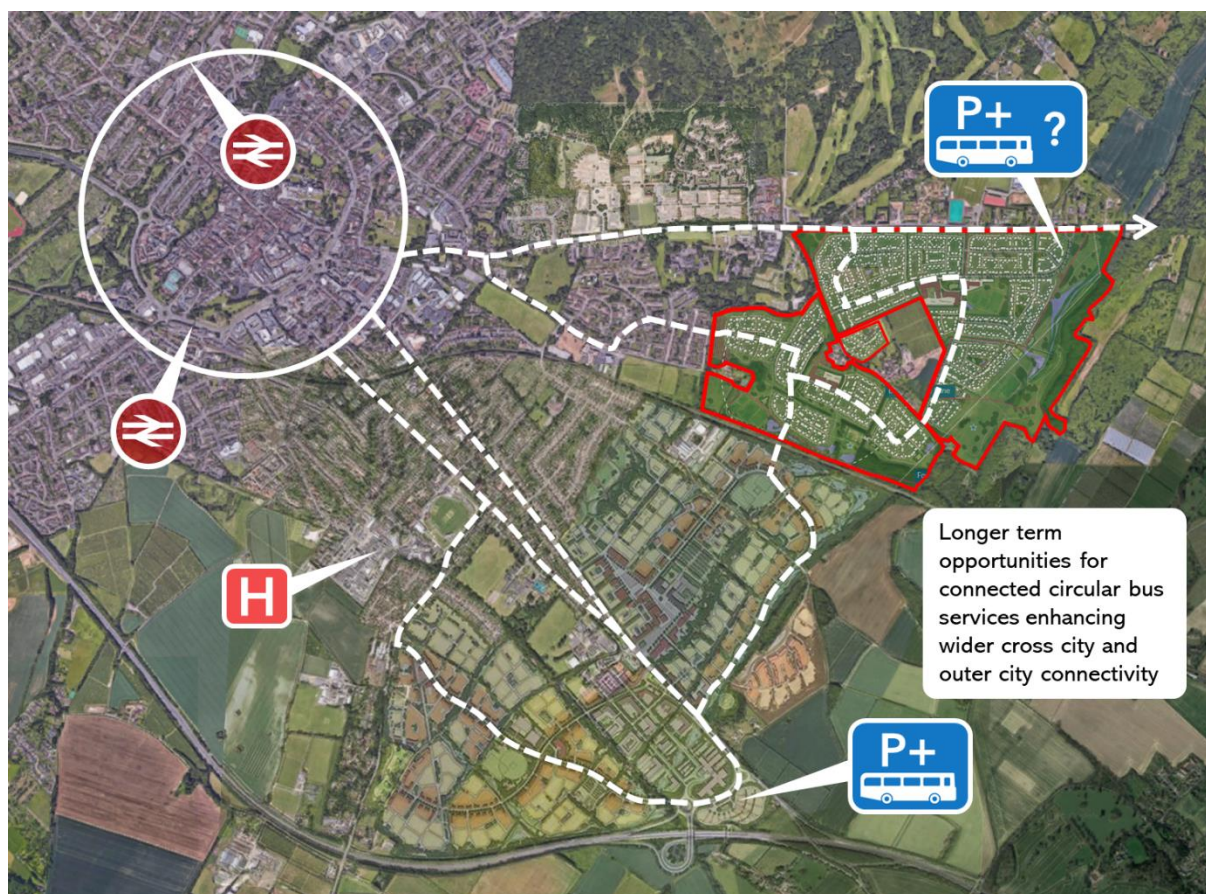 P+ ?
H
Longer term
opportunities for
connected circular bus
services enhancing
wider cross city and
outer city connectivity
P+